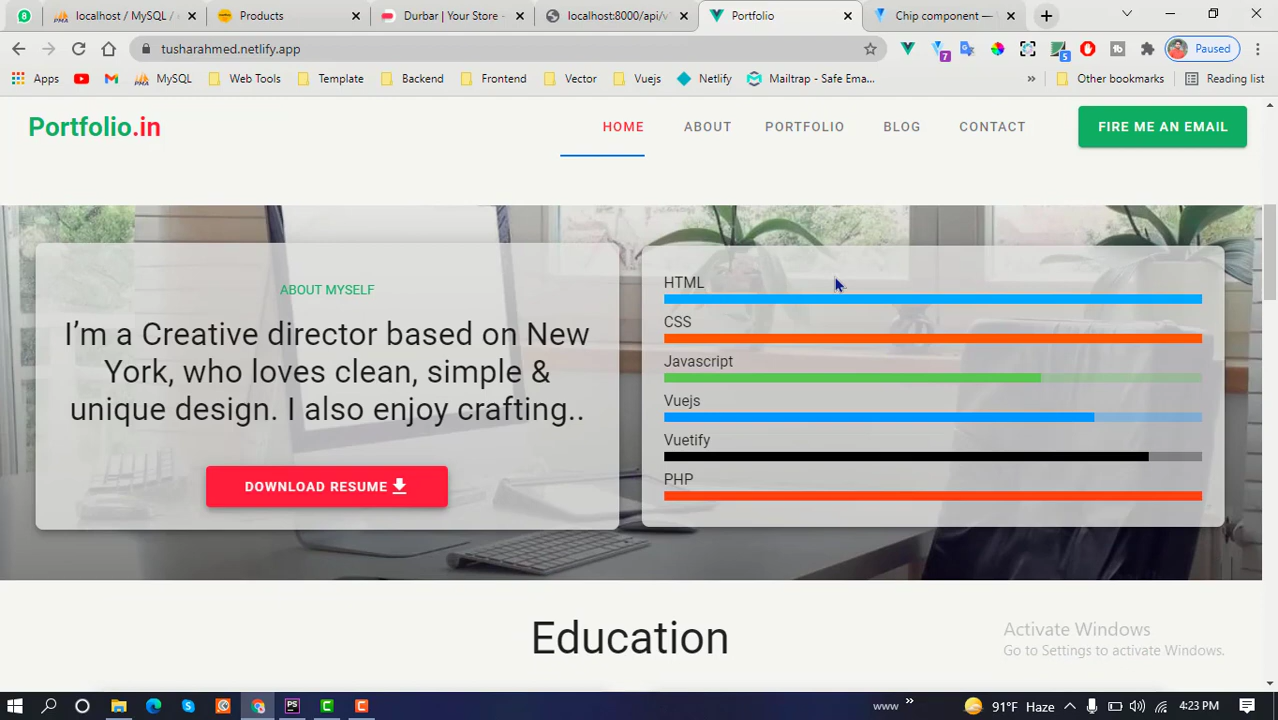 localhost / MySQL /
Products
Durbar | Your Store -
localhost:8000/api/v
Portfolio
Chip component —
tusharahmed.netlify.app
7
5
Paused
Apps
MySQL
Web Tools
Template
Backend
Frontend
Vector
Vuejs
Netlify
Mailtrap - Safe Ema...
»
Other bookmarks
Reading list
Portfolio.in
HOME
ABOUT
PORTFOLIO
BLOG
CONTACT
FIRE ME AN EMAIL
ABOUT MYSELF
I’m a Creative director based on New
York, who loves clean, simple &
unique design. I also enjoy crafting..
DOWNLOAD RESUME
HTML
CSS
Javascript
Vuejs
Vuetify
PHP
Education
Activate Windows
Go to Settings to activate Windows.
www
»
91°F Haze
4:23 PM